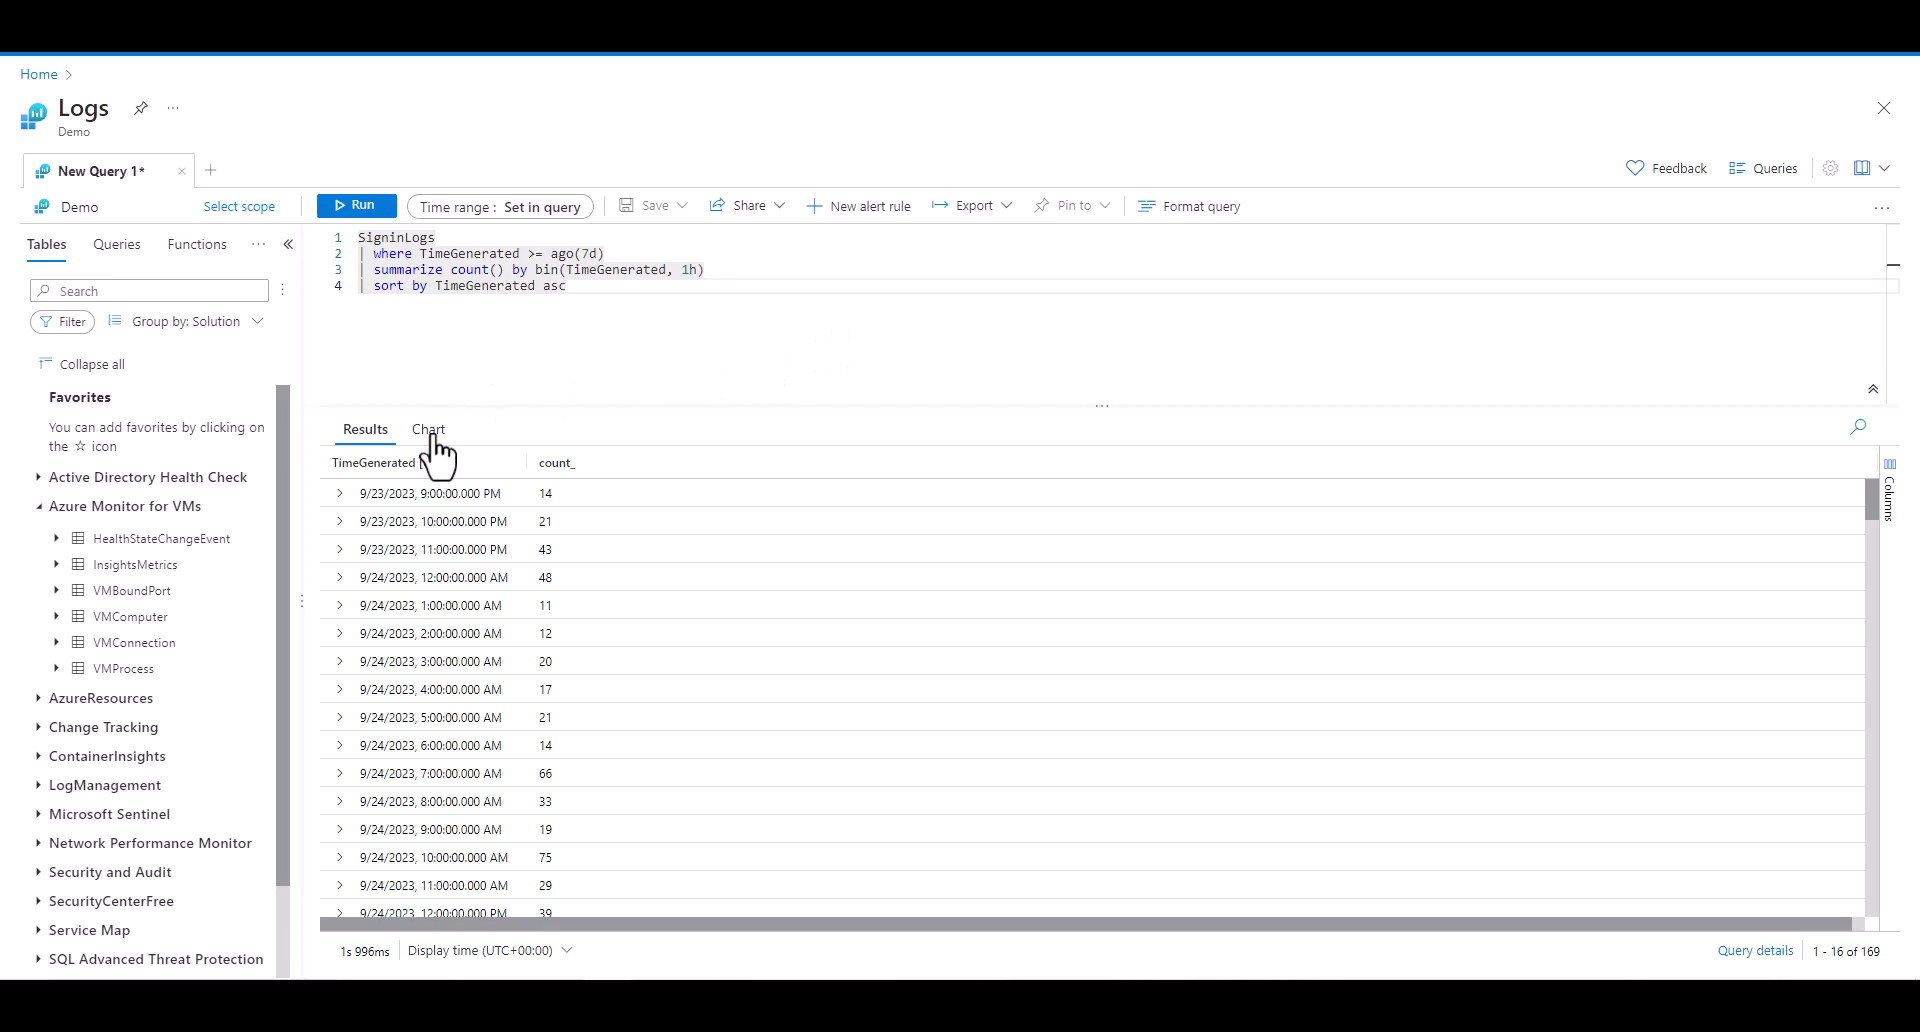 Home
Logs
Demo
New Query 1*
Feedback
Queries
Demo
Select scope
Run
Time range : Set in query
Save
Share
New alert rule
Export
Pin to
Format query
Tables
Queries
Functions
1 SigninLogs
2 | where TimeGenerated >= ago(7d)
3 | summarize count() by bin(TimeGenerated, 1h)
4 | sort by TimeGenerated asc
Search
Filter
Group by: Solution
Collapse all
Favorites
You can add favorites by clicking on
the ☆ icon
Active Directory Health Check
Azure Monitor for VMs
HealthStateChangeEvent
InsightsMetrics
VMBoundPort
VMComputer
VMConnection
VMProcess
AzureResources
Change Tracking
ContainerInsights
LogManagement
Microsoft Sentinel
Network Performance Monitor
Security and Audit
SecurityCenterFree
Service Map
SQL Advanced Threat Protection
Results
Chart
TimeGenerated
count_
9/23/2023, 9:00:00.000 PM 14
9/23/2023, 10:00:00.000 PM 21
9/23/2023, 11:00:00.000 PM 43
9/24/2023, 12:00:00.000 AM 48
9/24/2023, 1:00:00.000 AM 11
9/24/2023, 2:00:00.000 AM 12
9/24/2023, 3:00:00.000 AM 20
9/24/2023, 4:00:00.000 AM 17
9/24/2023, 5:00:00.000 AM 21
9/24/2023, 6:00:00.000 AM 14
9/24/2023, 7:00:00.000 AM 66
9/24/2023, 8:00:00.000 AM 33
9/24/2023, 9:00:00.000 AM 19
9/24/2023, 10:00:00.000 AM 75
9/24/2023, 11:00:00.000 AM 29
9/24/2023, 12:00:00.000 PM 39
Columns
1s 996ms
Display time (UTC+00:00)
Query details
1 - 16 of 169